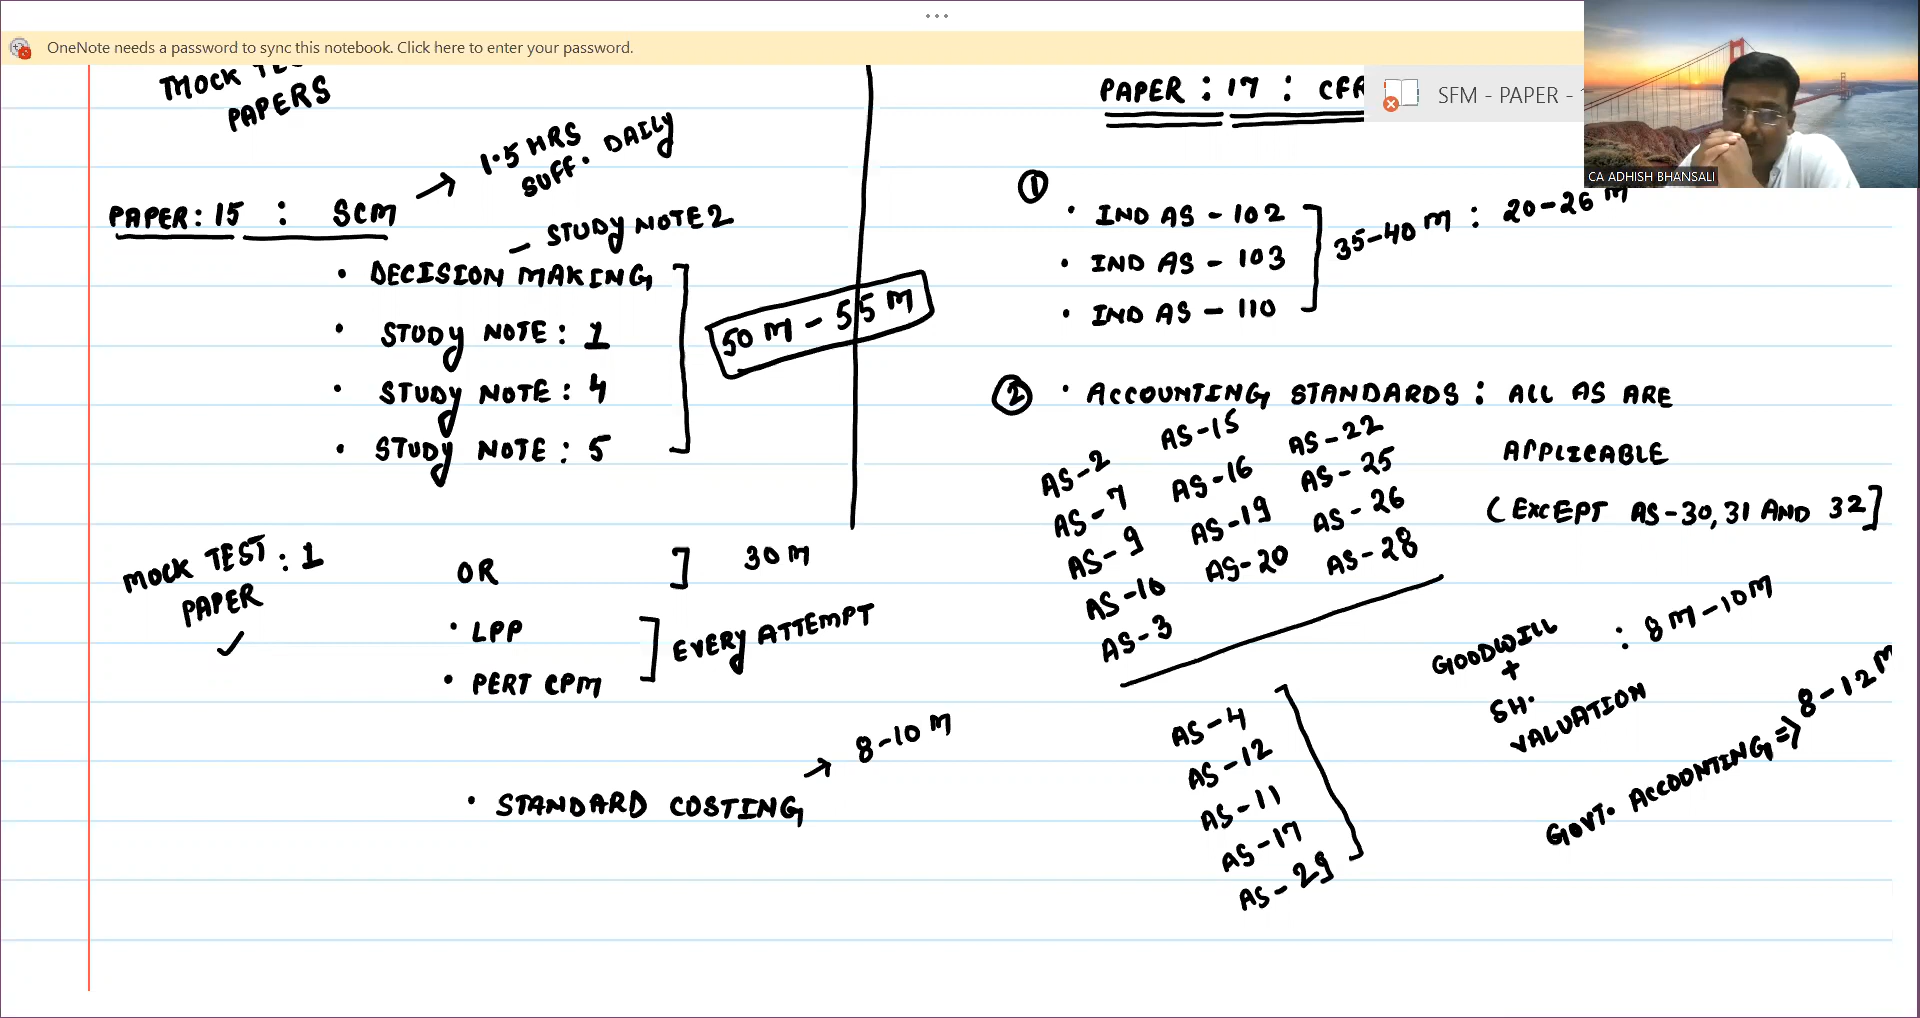 OneNote needs a password to sync this notebook. Click here to enter your password.
SFM - PAPER -
CA ADHISH BHANSALI
MOCK
PAPERS
PAPER: 15 : SCM → 1.5 HRS
SUFF. DAILY
- STUDY NOTE 2
• DECISION MAKING
• STUDY NOTE: 1
• STUDY NOTE: 4
• STUDY NOTE: 5
50 M - 55 M
MOCK TEST: 1
PAPER
OR ] 30 M
• LPP
• PERT CPM
EVERY ATTEMPT
• STANDARD COSTING → 8-10 M
PAPER : 17 : CFR
①
• IND AS - 102
• IND AS - 103
• IND AS - 110
35-40 M : 20-26 M
② • ACCOUNTING STANDARDS : ALL AS ARE
APPLICABLE
(EXCEPT AS-30, 31 AND 32]
AS-2
AS-7
AS-9
AS-10
AS-3
AS-15
AS-16
AS-19
AS-20
AS-22
AS-25
AS-26
AS-28
AS-4
AS-12
AS-11
AS-17
AS-29
GOODWILL : 8 M-10M
+
SH.
VALUATION
GOVT. ACCOONTING => 8-12 M